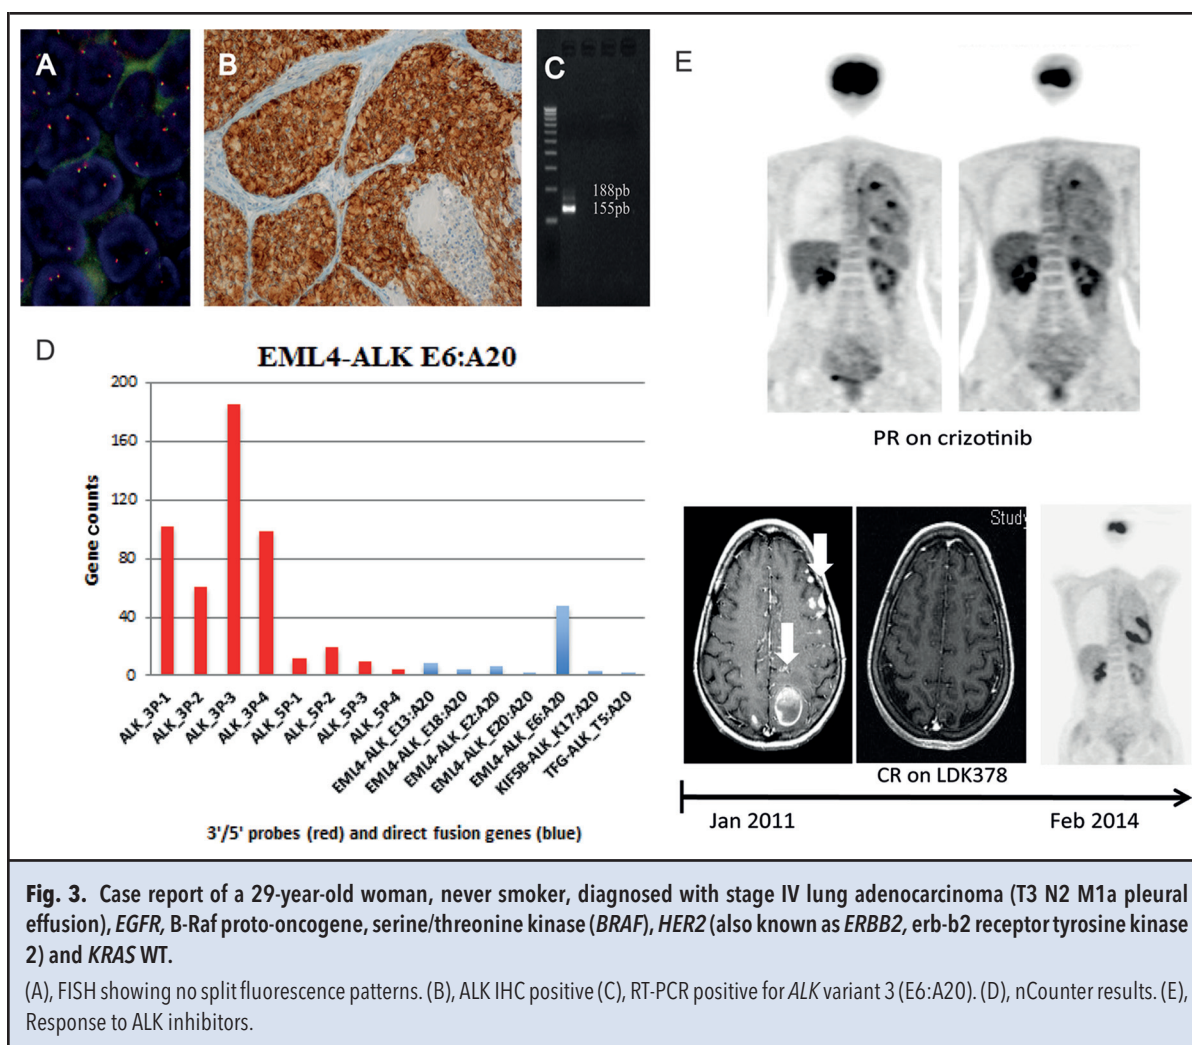 A
B
C
188pb
155pb
D
EML4-ALK E6:A20
200
160
120
80
40
0
Gene counts
ALK_3P-1
ALK_3P-2
ALK_3P-3
ALK_3P-4
ALK_5P-1
ALK_5P-2
ALK_5P-3
ALK_5P-4
EML4-ALK_E13:A20
EML4-ALK_E18:A20
EML4-ALK_E2:A20
EML4-ALK_E20:A20
EML4-ALK_E6:A20
KIF5B-ALK_K17:A20
TFG-ALK_T5:A20
3'/5' probes (red) and direct fusion genes (blue)
E
PR on crizotinib
Study
CR on LDK378
Jan 2011
Feb 2014
Fig. 3. Case report of a 29-year-old woman, never smoker, diagnosed with stage IV lung adenocarcinoma (T3 N2 M1a pleural
effusion), EGFR, B-Raf proto-oncogene, serine/threonine kinase (BRAF), HER2 (also known as ERBB2, erb-b2 receptor tyrosine kinase
2) and KRAS WT.
(A), FISH showing no split fluorescence patterns. (B), ALK IHC positive (C), RT-PCR positive for ALK variant 3 (E6:A20). (D), nCounter results. (E),
Response to ALK inhibitors.